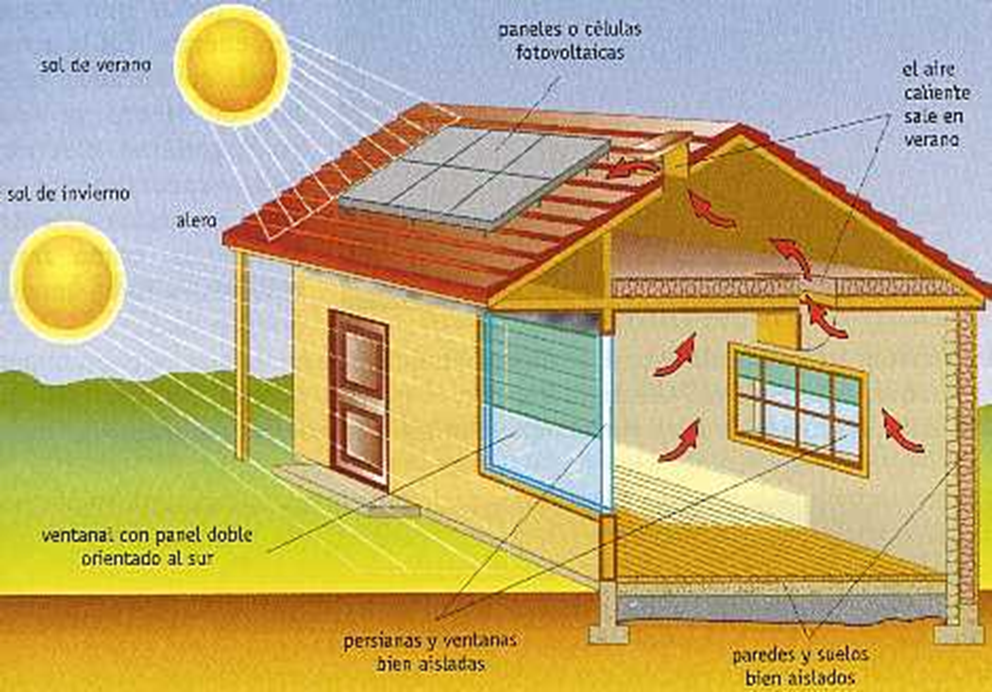 paneles o células
fotovoltaicas
sol de verano
el aire
caliente
sale en
verano
sol de invierno
alero
ventanal con panel doble
orientado al sur
persianas y ventanas
bien aisladas
paredes y suelos
bien aislados